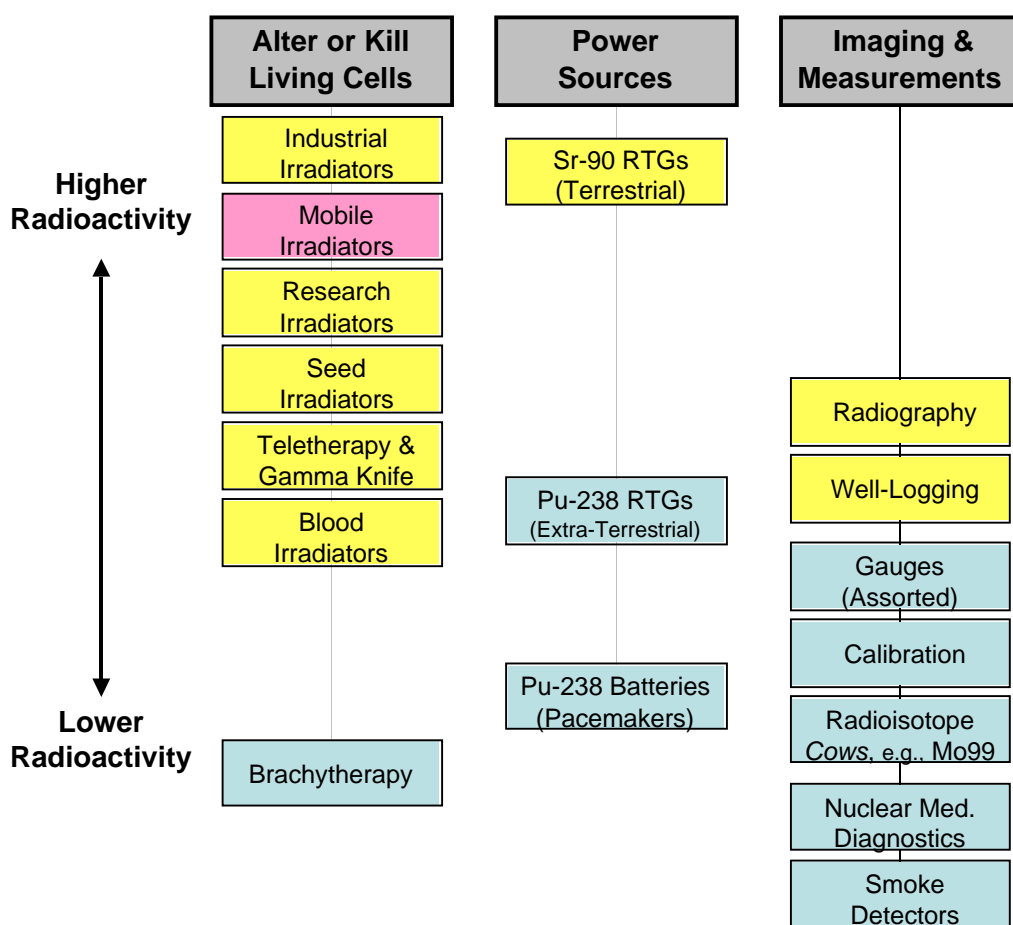 Alter or Kill
Living Cells
Power
Sources
Imaging &
Measurements
Higher
Radioactivity
Lower
Radioactivity
Industrial
Irradiators
Mobile
Irradiators
Research
Irradiators
Seed
Irradiators
Teletherapy &
Gamma Knife
Blood
Irradiators
Brachytherapy
Sr-90 RTGs
(Terrestrial)
Pu-238 RTGs
(Extra-Terrestrial)
Pu-238 Batteries
(Pacemakers)
Radiography
Well-Logging
Gauges
(Assorted)
Calibration
Radioisotope
Cows, e.g., Mo99
Nuclear Med.
Diagnostics
Smoke
Detectors